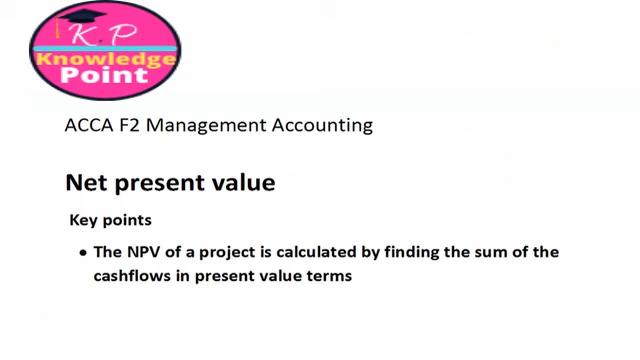 K.P
Knowledge
Point
ACCA F2 Management Accounting
Net present value
Key points
• The NPV of a project is calculated by finding the sum of the
cashflows in present value terms